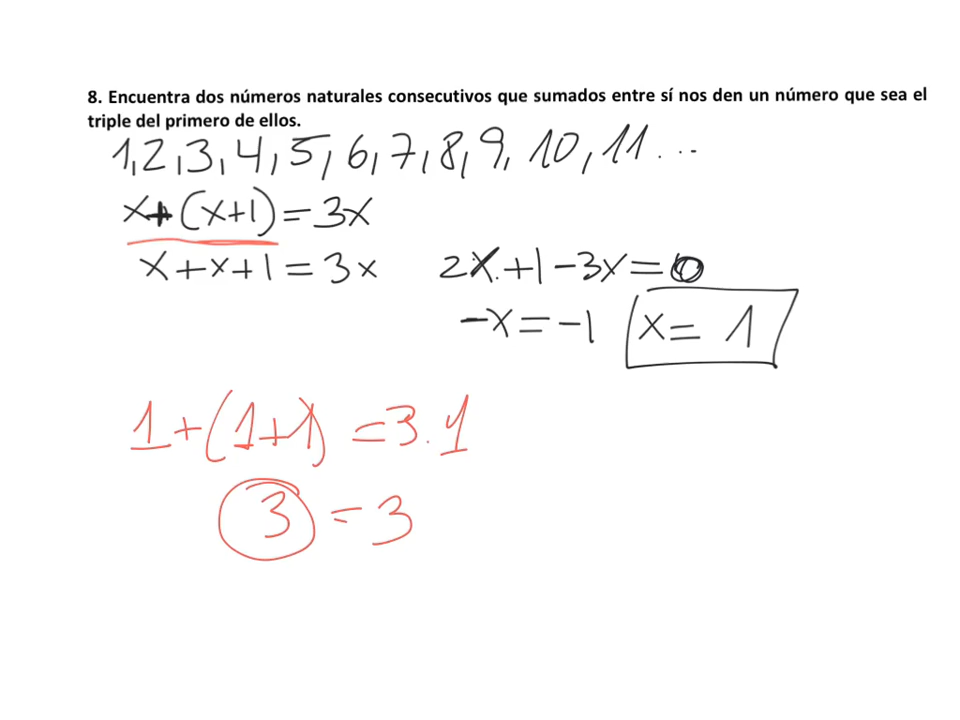 8. Encuentra dos números naturales consecutivos que sumados entre sí nos den un número que sea el
triple del primero de ellos.
1,2,3,4,5,6,7,8,9,10,11...
x+(x+1)=3x
x+x+1=3x
2x+1-3x=0
-x=-1
x=1
1+(1+1)=3.1
3=3